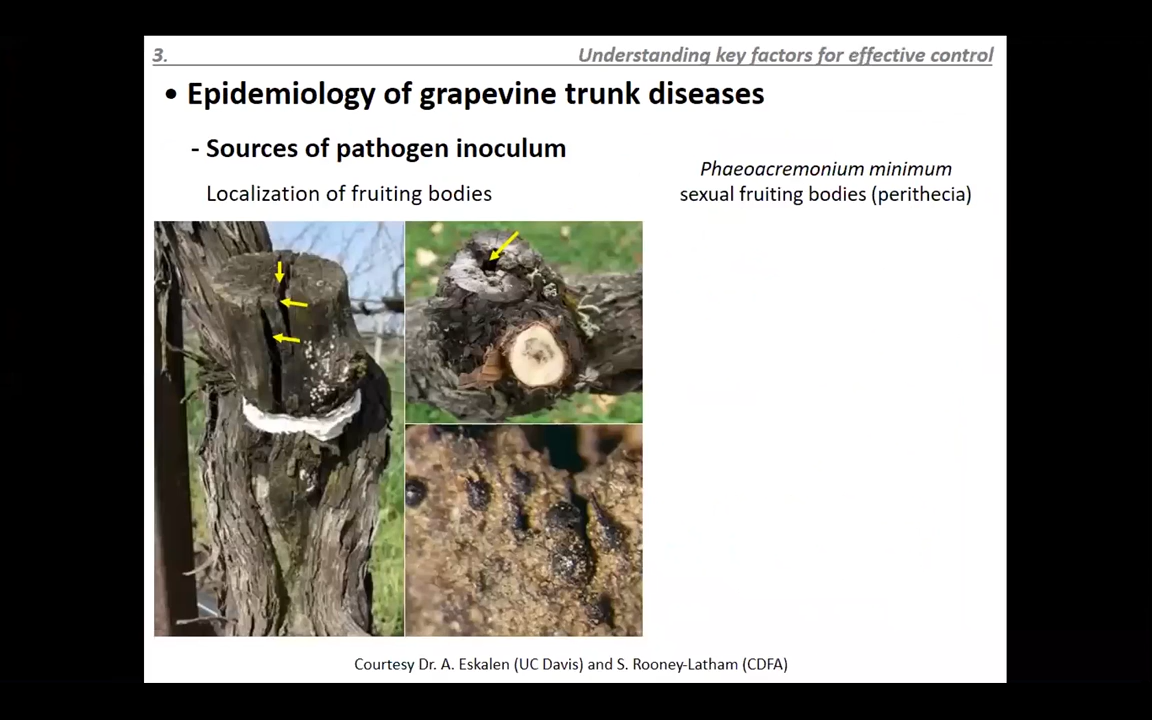 3.
Understanding key factors for effective control
• Epidemiology of grapevine trunk diseases
- Sources of pathogen inoculum
Localization of fruiting bodies
Phaeoacremonium minimum
sexual fruiting bodies (perithecia)
Courtesy Dr. A. Eskalen (UC Davis) and S. Rooney-Latham (CDFA)